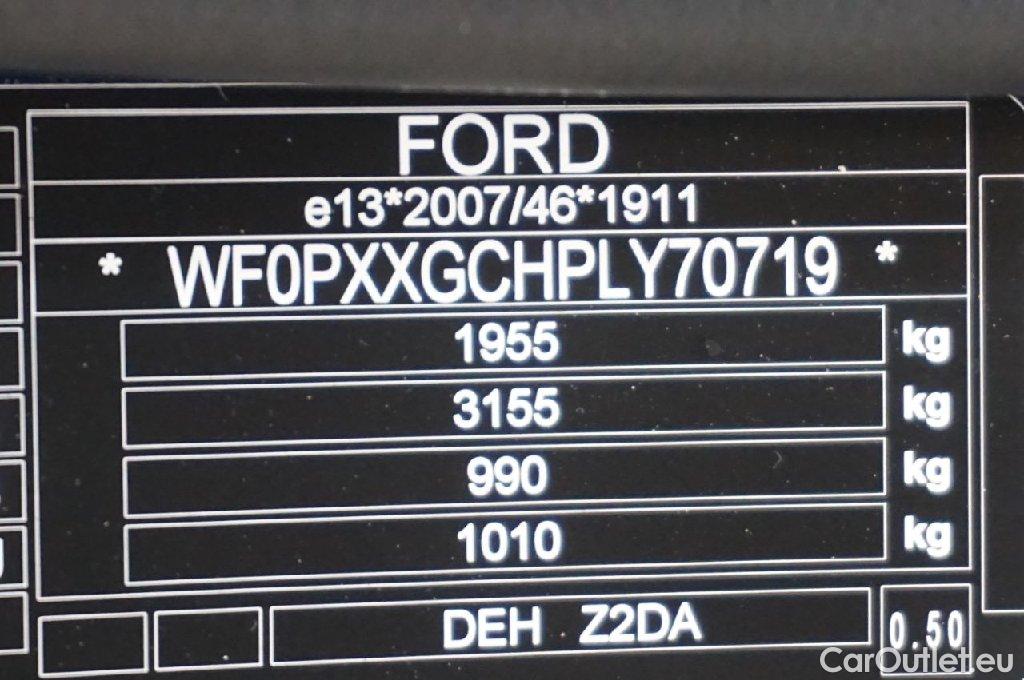 FORD
e13*2007/46*1911
* WF0PXXGCHPLY70719 *
1955 kg
3155 kg
990 kg
1010 kg
DEH Z2DA
0.50
CarOutlet.eu